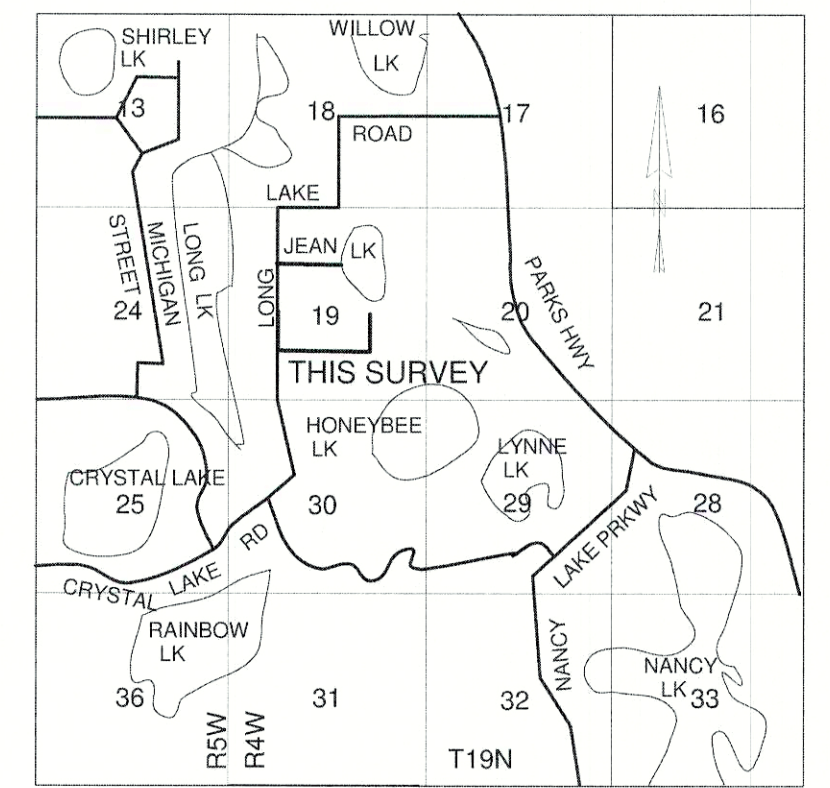 SHIRLEY
LK
WILLOW
LK
13
18
17
16
ROAD
LAKE
STREET
MICHIGAN
LONG LK
JEAN LK
LONG
24
19
20
21
PARKS HWY
THIS SURVEY
HONEYBEE
LK
LYNNE
LK
CRYSTAL LAKE
25
30
29
28
RD
LAKE PRKWY
CRYSTAL
LAKE
RAINBOW
LK
NANCY
NANCY
LK
36
31
32
33
R5W
R4W
T19N
N